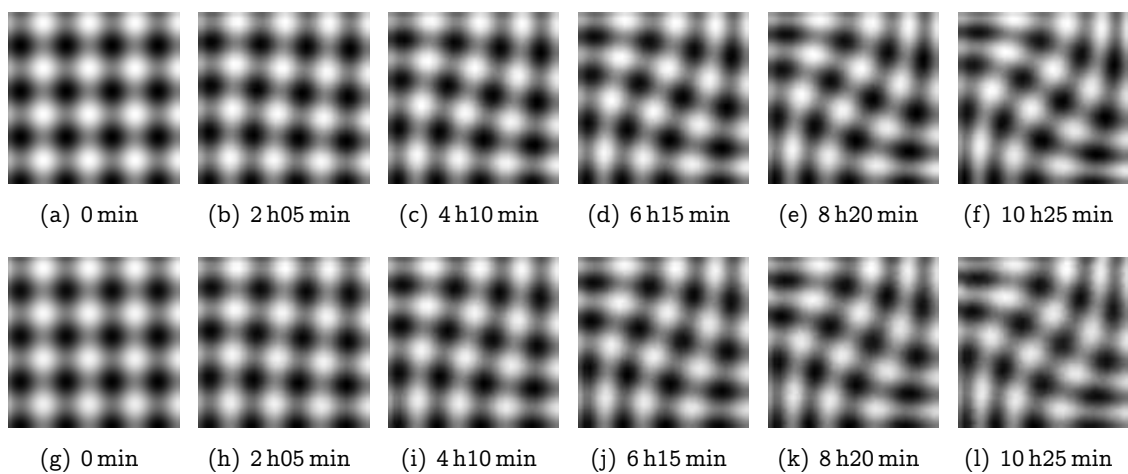 (a) 0 min (b) 2 h05 min (c) 4 h10 min (d) 6 h15 min (e) 8 h20 min (f) 10 h25 min
(g) 0 min (h) 2 h05 min (i) 4 h10 min (j) 6 h15 min (k) 8 h20 min (l) 10 h25 min